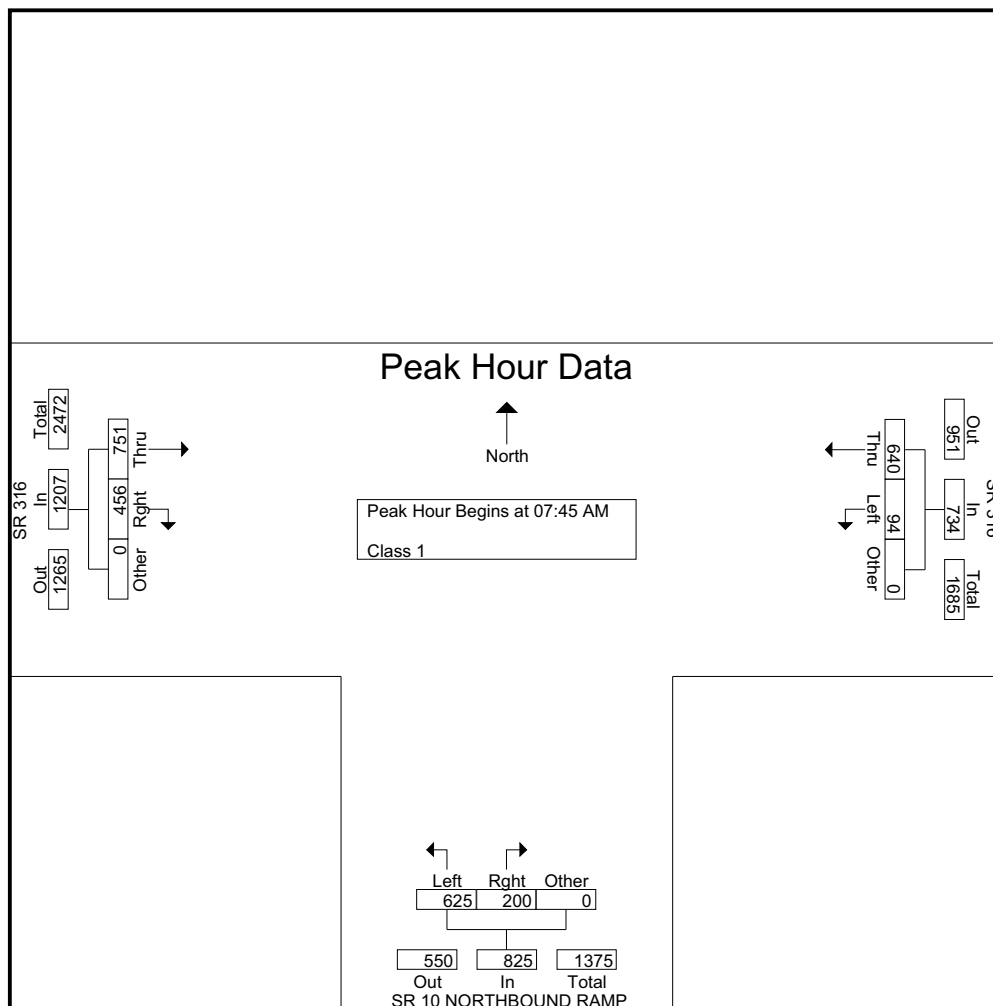 Peak Hour Data
North
Peak Hour Begins at 07:45 AM
Class 1
SR 316
Total
2472
In
1207
Out
1265
751
Thru
456
Rght
0
Other
Out
951
In
734
Total
1685
640
Thru
94
Left
0
Other
Left Rght Other
625 200 0
550 825 1375
Out In Total
SR 10 NORTHBOUND RAMP